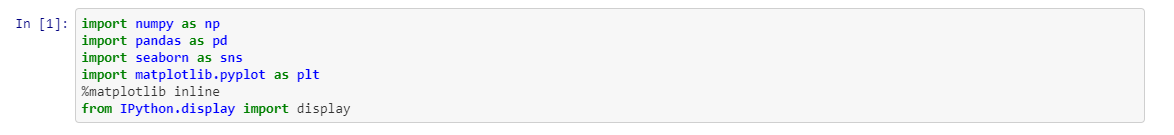 In [1]: import numpy as np
import pandas as pd
import seaborn as sns
import matplotlib.pyplot as plt
%matplotlib inline
from IPython.display import display